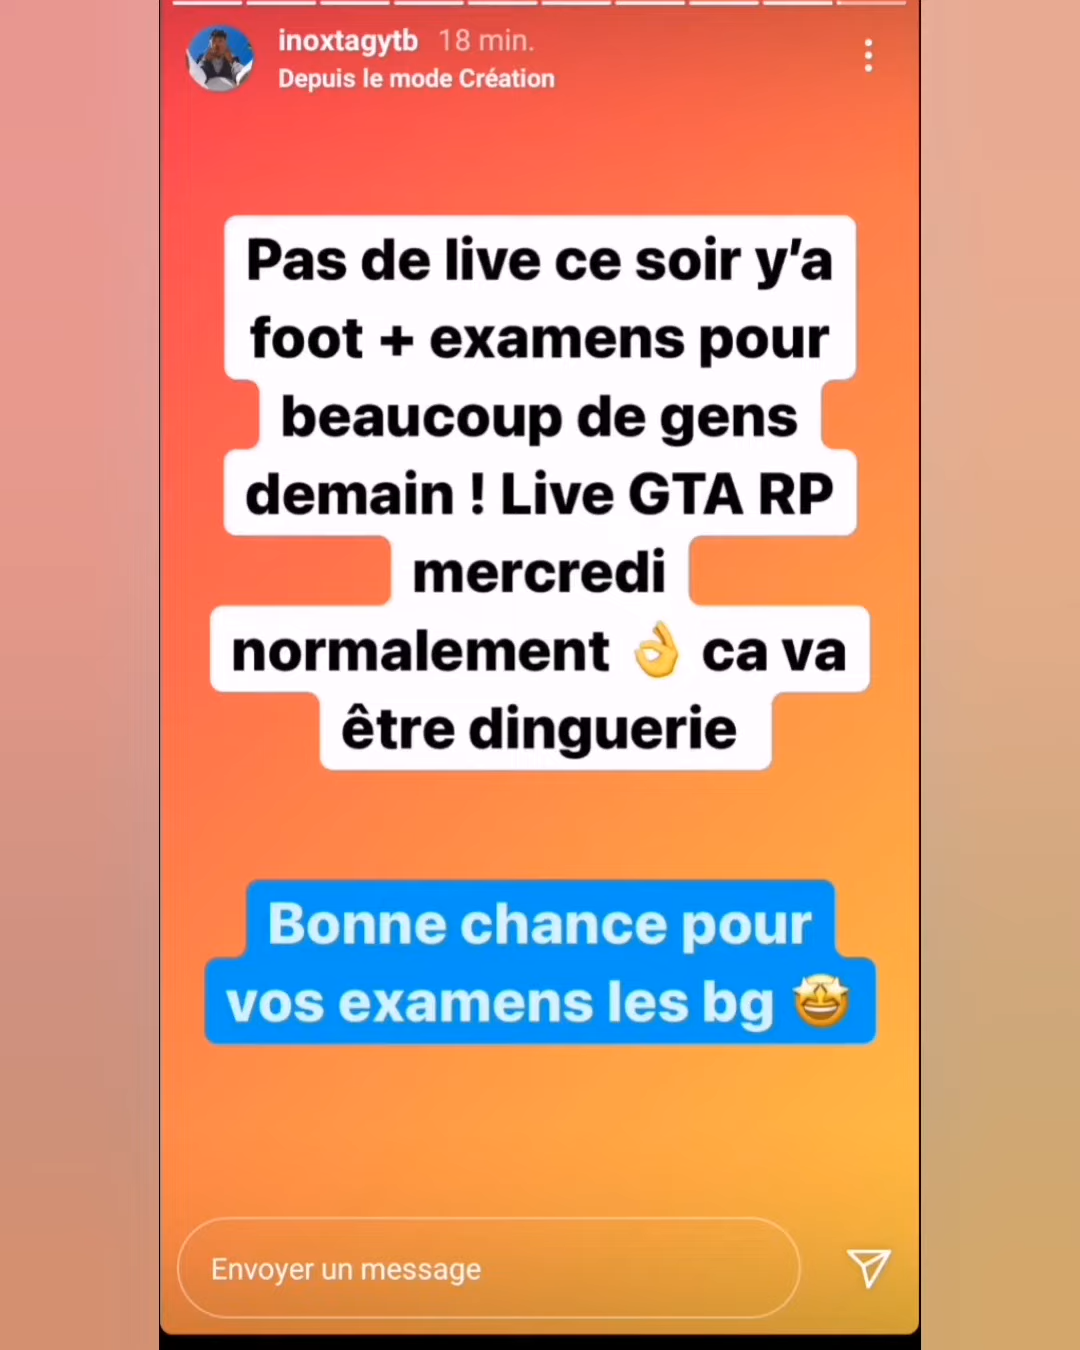 inoxtagytb 18 min.
Depuis le mode Création
Pas de live ce soir y’a
foot + examens pour
beaucoup de gens
demain ! Live GTA RP
mercredi
normalement 👌 ca va
être dinguerie
Bonne chance pour
vos examens les bg 🤩
Envoyer un message